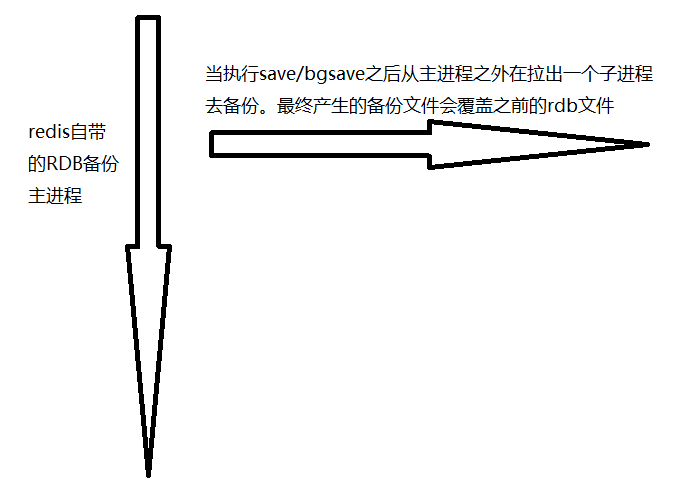 当执行save/bgsave之后从主进程之外在拉出一个子进程
去备份。最终产生的备份文件会覆盖之前的rdb文件
redis自带
的RDB备份
主进程